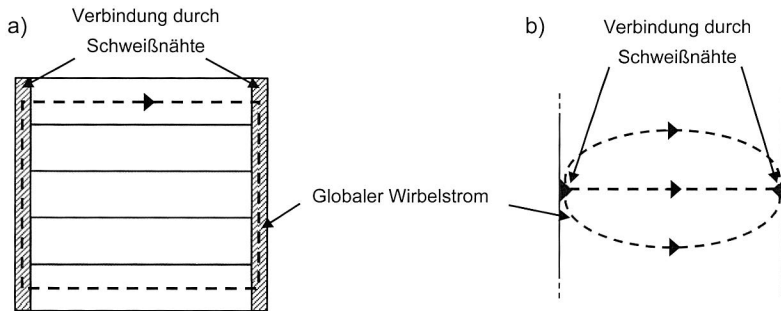 a)
Verbindung durch
Schweißnähte
Globaler Wirbelstrom
b)
Verbindung durch
Schweißnähte